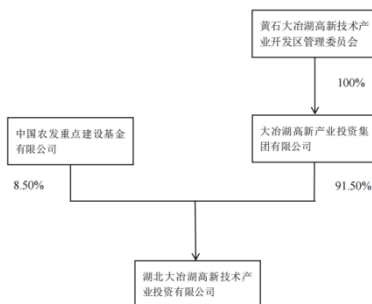 黄石大冶湖高新技术产
业开发区管理委员会
100%
中国农发重点建设基金
有限公司
大冶湖高新产业投资集
团有限公司
8.50%
91.50%
湖北大冶湖高新技术产
业投资有限公司